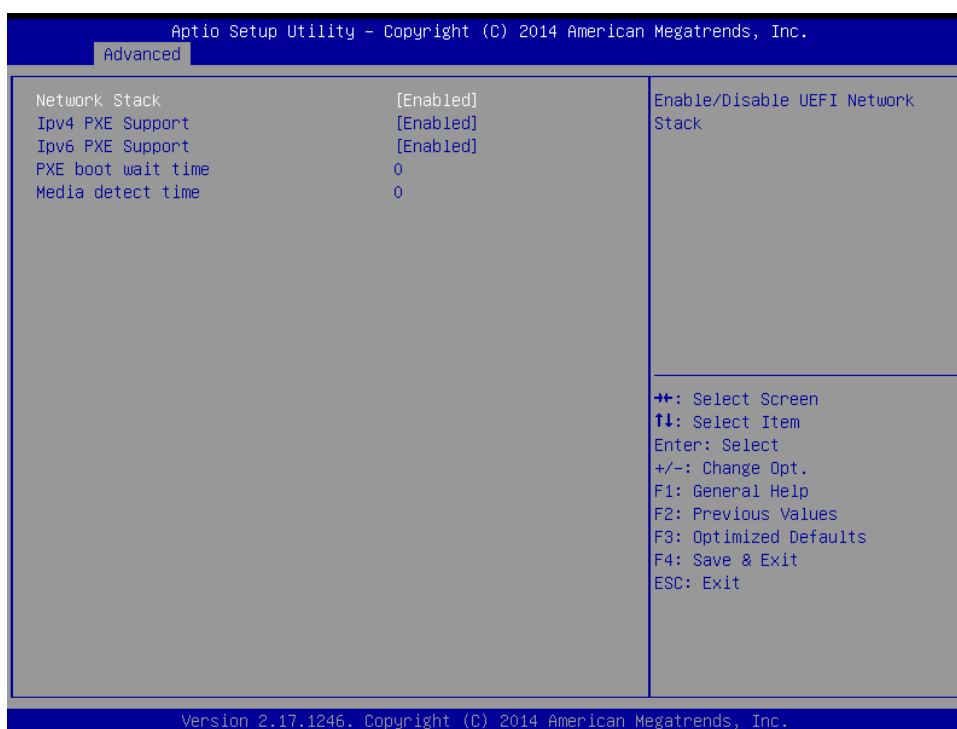 Aptio Setup Utility – Copyright (C) 2014 American Megatrends, Inc.
Advanced
Network Stack [Enabled]
Ipv4 PXE Support [Enabled]
Ipv6 PXE Support [Enabled]
PXE boot wait time 0
Media detect time 0
Enable/Disable UEFI Network
Stack
→←: Select Screen
↑↓: Select Item
Enter: Select
+/-: Change Opt.
F1: General Help
F2: Previous Values
F3: Optimized Defaults
F4: Save & Exit
ESC: Exit
Version 2.17.1246. Copyright (C) 2014 American Megatrends, Inc.